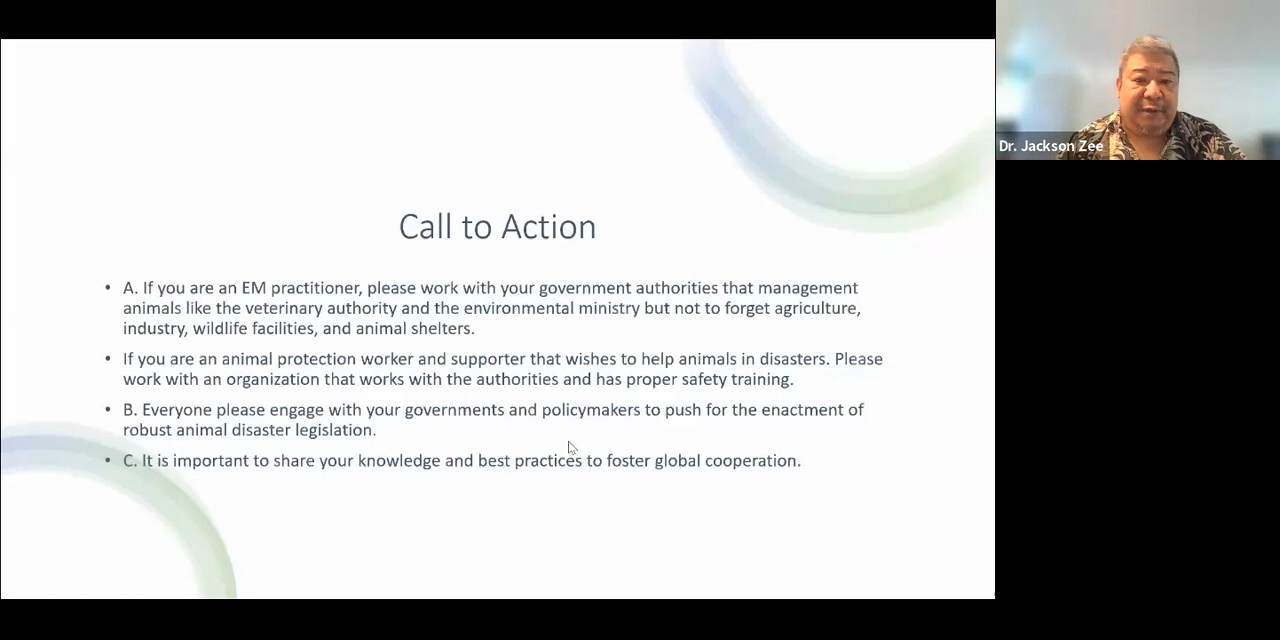 Call to Action
• A. If you are an EM practitioner, please work with your government authorities that management
animals like the veterinary authority and the environmental ministry but not to forget agriculture,
industry, wildlife facilities, and animal shelters.
• If you are an animal protection worker and supporter that wishes to help animals in disasters. Please
work with an organization that works with the authorities and has proper safety training.
• B. Everyone please engage with your governments and policymakers to push for the enactment of
robust animal disaster legislation.
• C. It is important to share your knowledge and best practices to foster global cooperation.
Dr. Jackson Zee